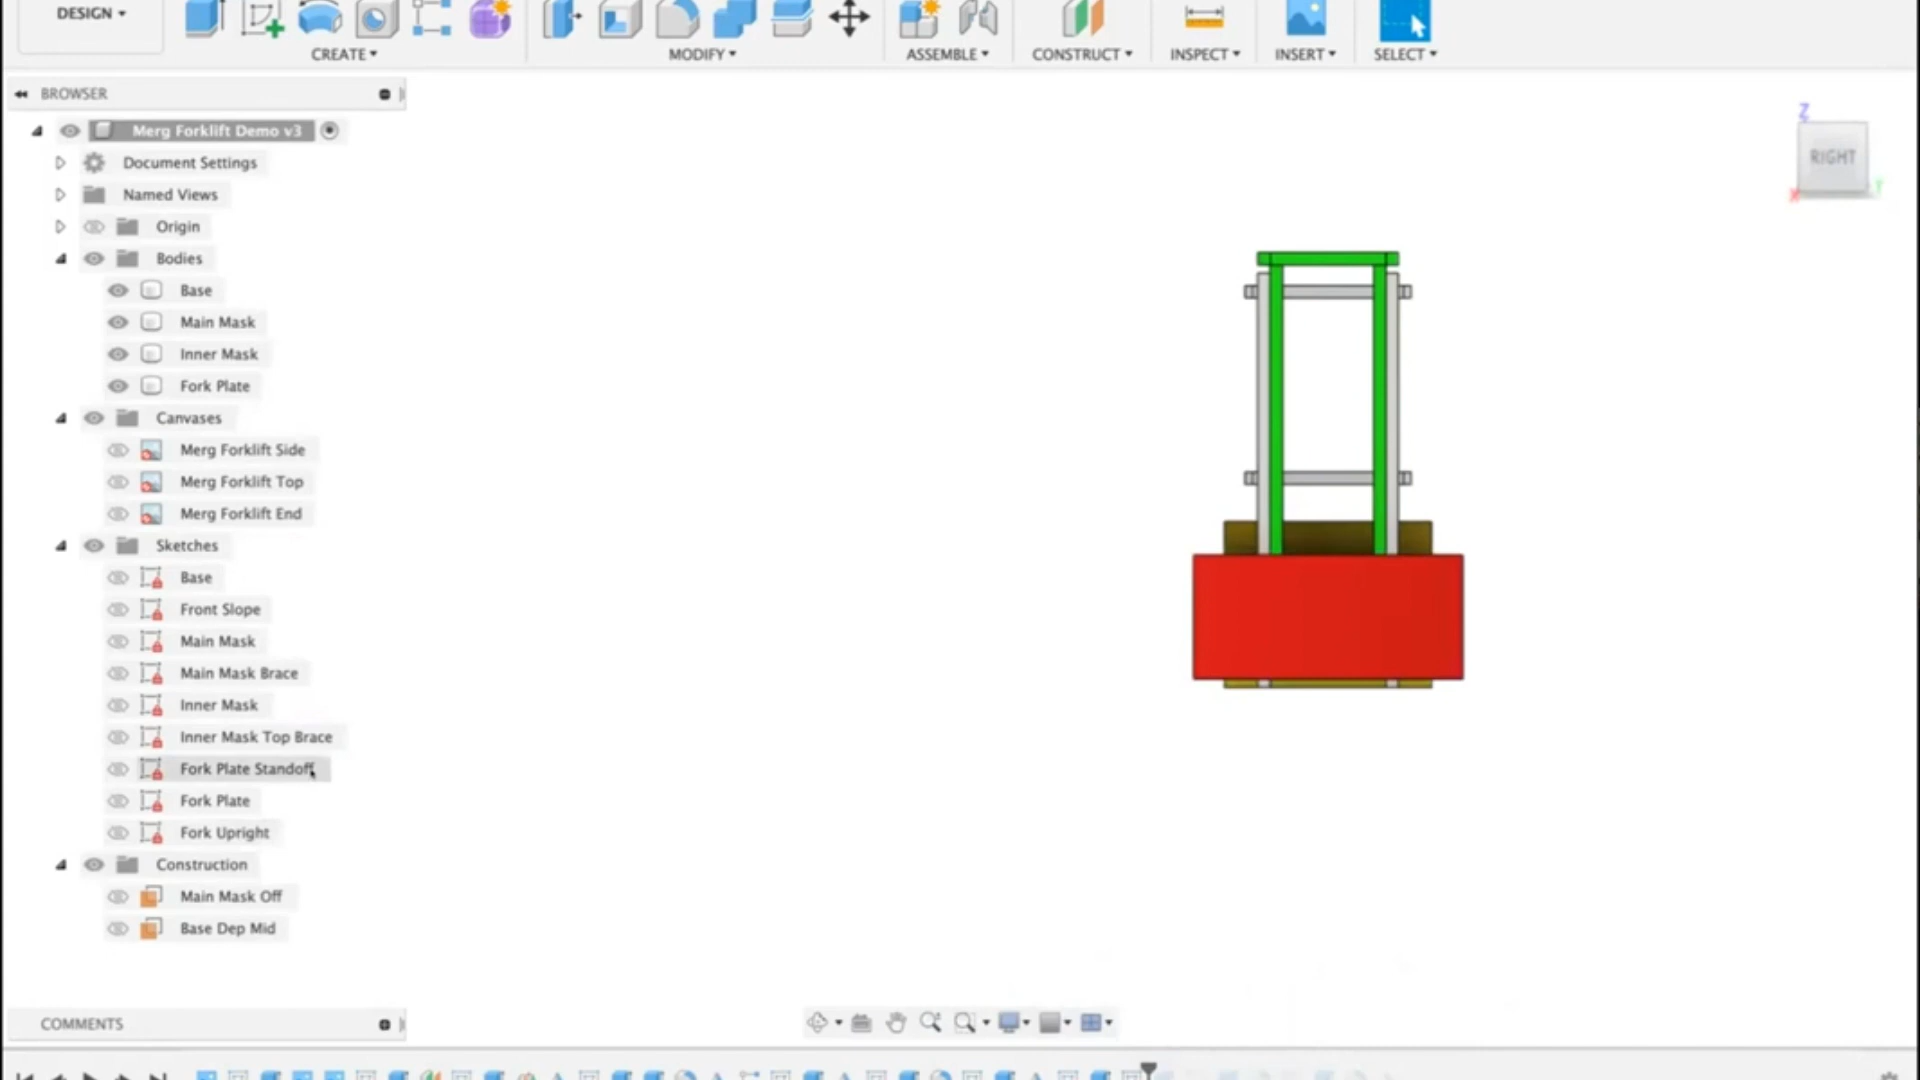 DESIGN
CREATE MODIFY ASSEMBLE CONSTRUCT INSPECT INSERT SELECT
BROWSER
Merg Forklift Demo v3
Document Settings
Named Views
Origin
Bodies
Base
Main Mask
Inner Mask
Fork Plate
Canvases
Merg Forklift Side
Merg Forklift Top
Merg Forklift End
Sketches
Base
Front Slope
Main Mask
Main Mask Brace
Inner Mask
Inner Mask Top Brace
Fork Plate Standoff
Fork Plate
Fork Upright
Construction
Main Mask Off
Base Dep Mid
COMMENTS
Z
RIGHT
X